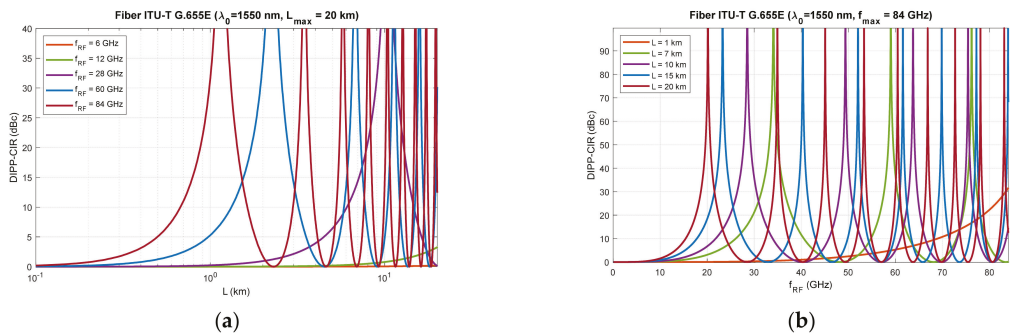 Fiber ITU-T G.655E (λ0=1550 nm, Lmax = 20 km)
40
35
30
25
20
15
10
5
0
DIPP-CIR (dBc)
fRF = 6 GHz
fRF = 12 GHz
fRF = 28 GHz
fRF = 60 GHz
fRF = 84 GHz
10-1
100
101
L (km)
(a)
Fiber ITU-T G.655E (λ0=1550 nm, fmax = 84 GHz)
90
80
70
60
50
40
30
20
10
0
DIPP-CIR (dBc)
L = 1 km
L = 7 km
L = 10 km
L = 15 km
L = 20 km
0 10 20 30 40 50 60 70 80
fRF (GHz)
(b)